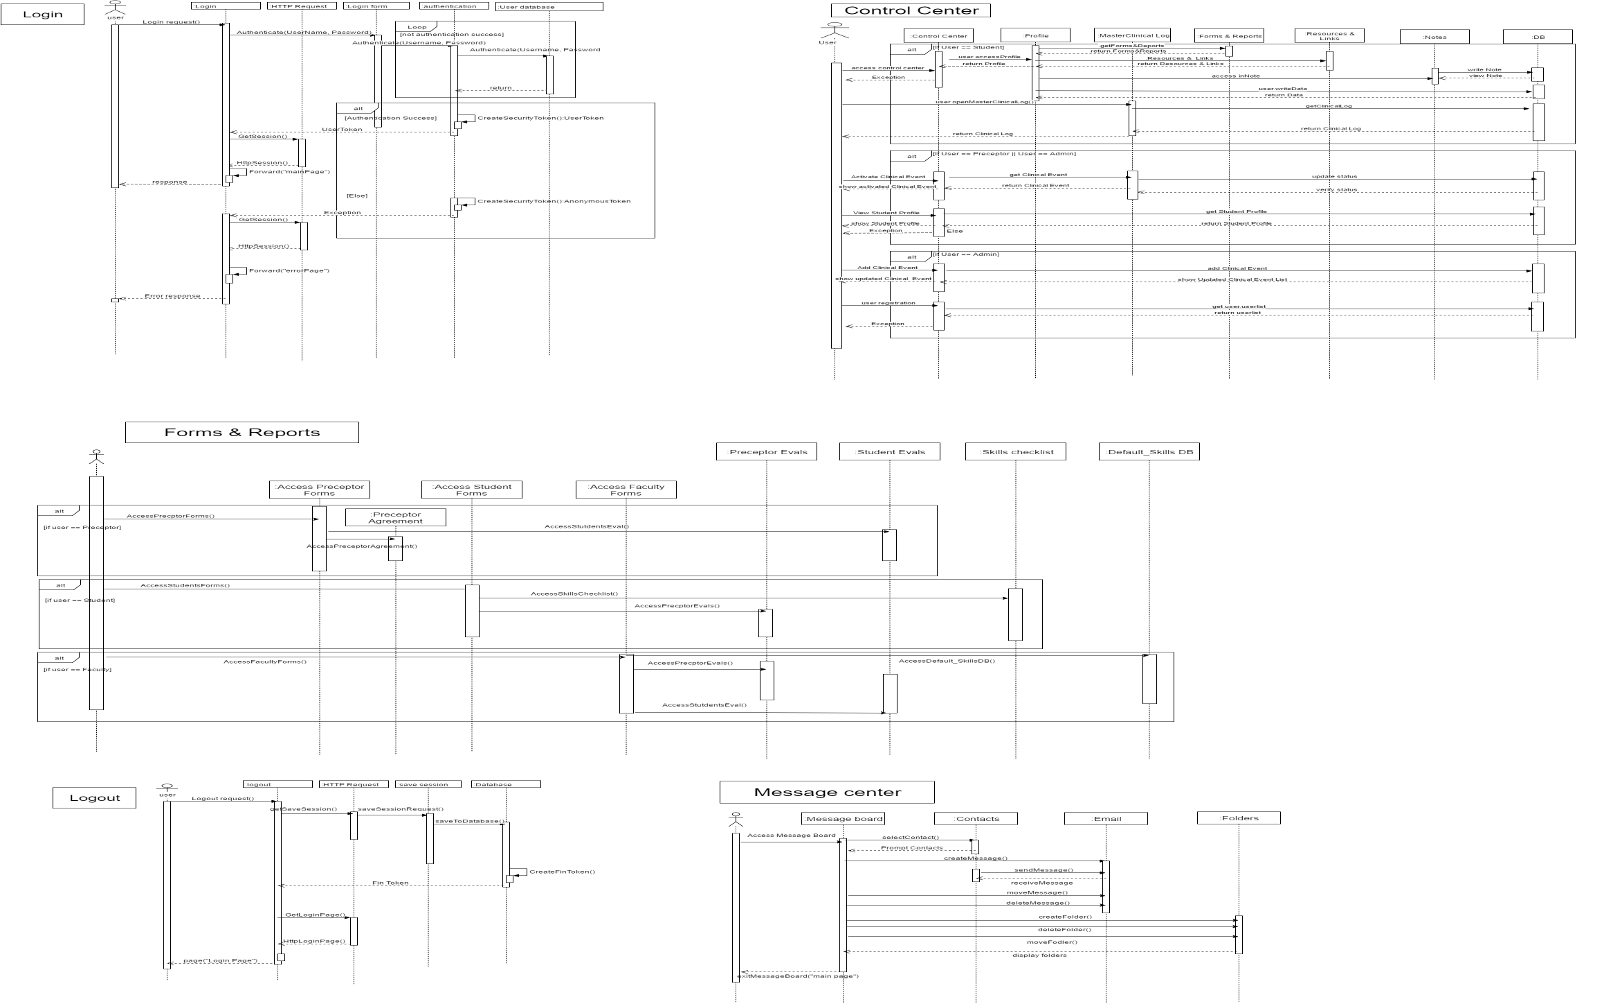 Login
user
Login
HTTP Request
Login form
authentication
:User database
Login request()
Loop
[not authentication success]
Authenticate(UserName, Password)
Authenticate(Username, Password)
Authenticate(Username, Password
return
alt
[Authentication Success]
CreateSecurityToken():UserToken
UserToken
GetSession()
HttpSession()
Forward("mainPage")
response
[Else]
CreateSecurityToken():AnonymousToken
Exception
GetSession()
HttpSession()
Forward("errorPage")
Error response
Control Center
User
:Control Center
:Profile
:MasterClinical Log
:Forms & Reports
:Resources &
Links
:Notes
:DB
alt
[if User == Student]
getForms&Reports
return Forms&Reports
user.accessProfile
Resources & Links
return Profile
return Resources & Links
access control center
Exception
access inNote
write Note
view Note
user.writeData
return Data
user.openMasterClinicalLog()
getClinicalLog
return Clinical Log
return Clinical Log
alt
[if User == Preceptor || User == Admin]
Activate Clinical Event
get Clinical Event
update status
show activated Clinical Event
return Clinical Event
verify status
View Student Profile
get Student Profile
show Student Profile
return Student Profile
Exception
Else
alt
[if User == Admin]
Add Clinical Event
add Clinical Event
show updated Clinical Event
show Updated Clinical Event List
user registration
get user.userlist
return userlist
Exception
Forms & Reports
:Preceptor Evals
:Student Evals
:Skills checklist
:Default_Skills DB
:Access Preceptor
Forms
:Access Student
Forms
:Access Faculty
Forms
alt
AccessPrecptorForms()
:Preceptor
Agreement
[if user == Preceptor]
AccessStutdentsEval()
AccessPreceptorAgreement()
alt
AccessStudentsForms()
[if user == Student]
AccessSkillsChecklist()
AccessPrecptorEvals()
alt
AccessFacultyForms()
[if user == Faculty]
AccessPrecptorEvals()
AccessDefault_SkillsDB()
AccessStutdentsEval()
Logout
user
logout
HTTP Request
save session
Database
Logout request()
getSaveSession()
saveSessionRequest()
saveToDatabase()
CreateFinToken()
Fin Token
GetLoginPage()
HttpLoginPage()
page("Login Page")
Message center
:Message board
:Contacts
:Email
:Folders
Access Message Board
selectContact()
Prompt Contacts
createMessage()
sendMessage()
receiveMessage
moveMessage()
deleteMessage()
createFolder()
deleteFolder()
moveFodler()
display folders
exitMessageBoard("main page")